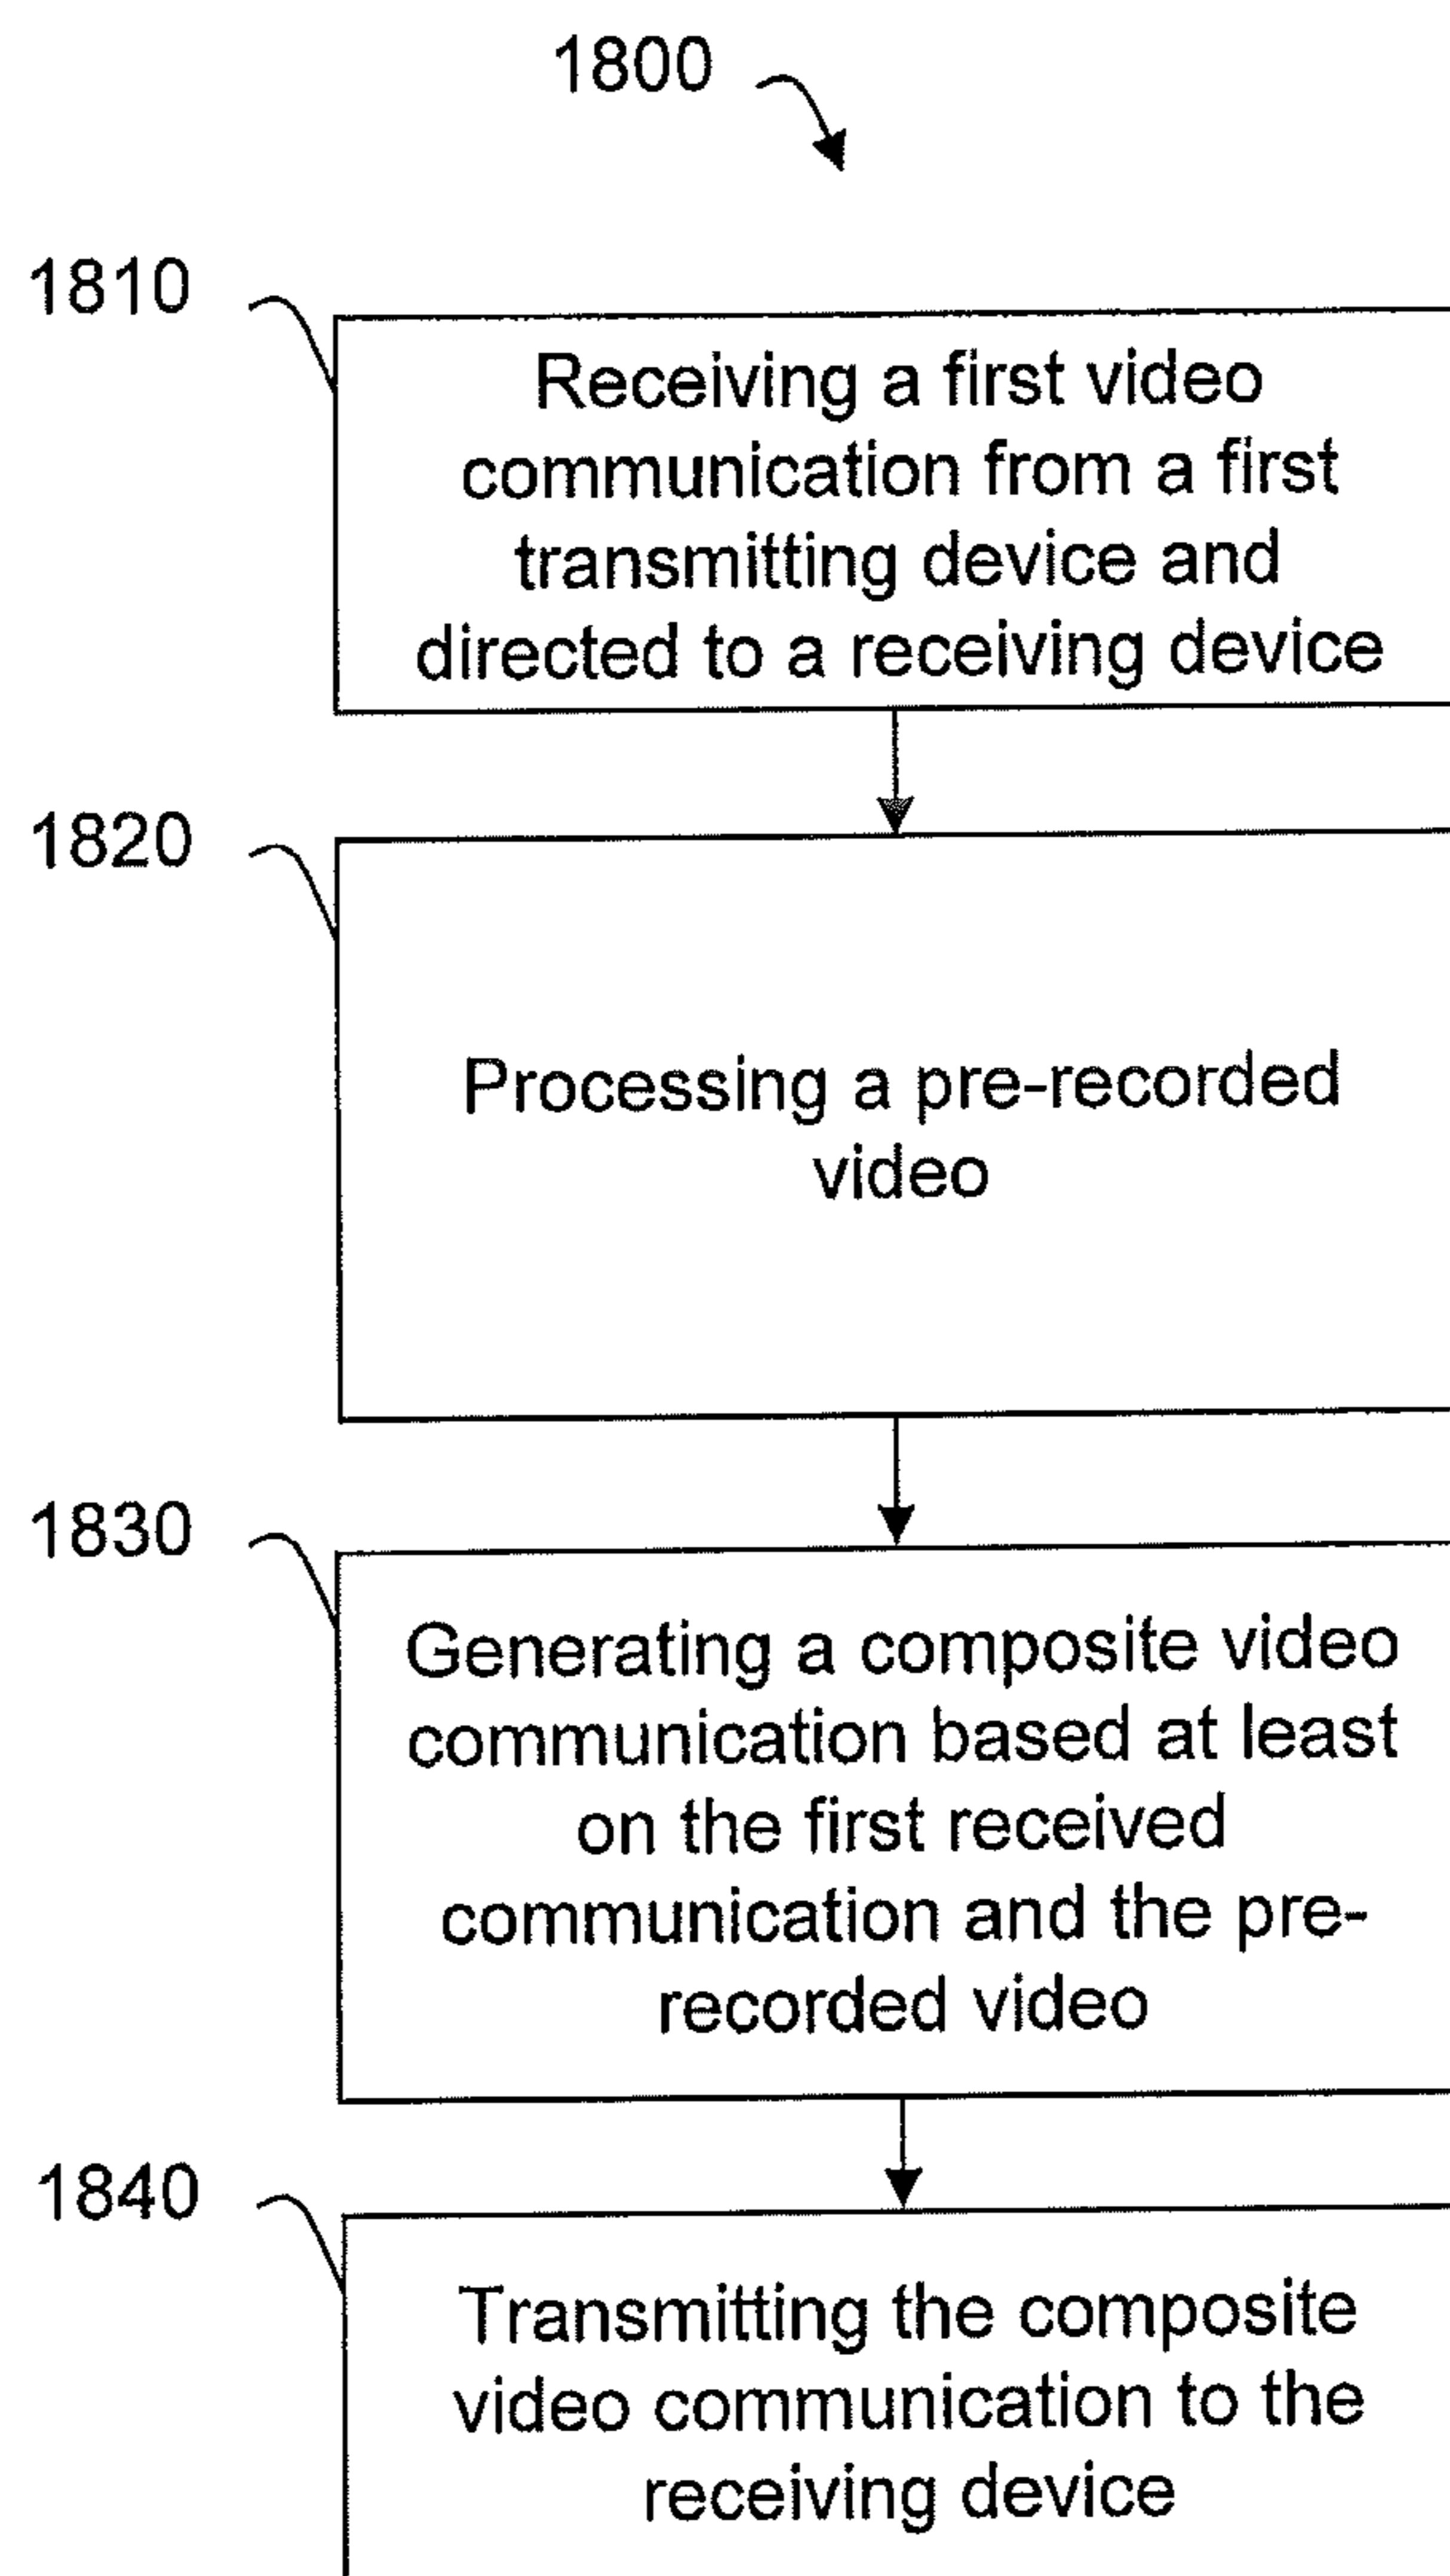 1800
1810
Receiving a first video
communication from a first
transmitting device and
directed to a receiving device
1820
Processing a pre-recorded
video
1830
Generating a composite video
communication based at least
on the first received
communication and the pre-
recorded video
1840
Transmitting the composite
video communication to the
receiving device